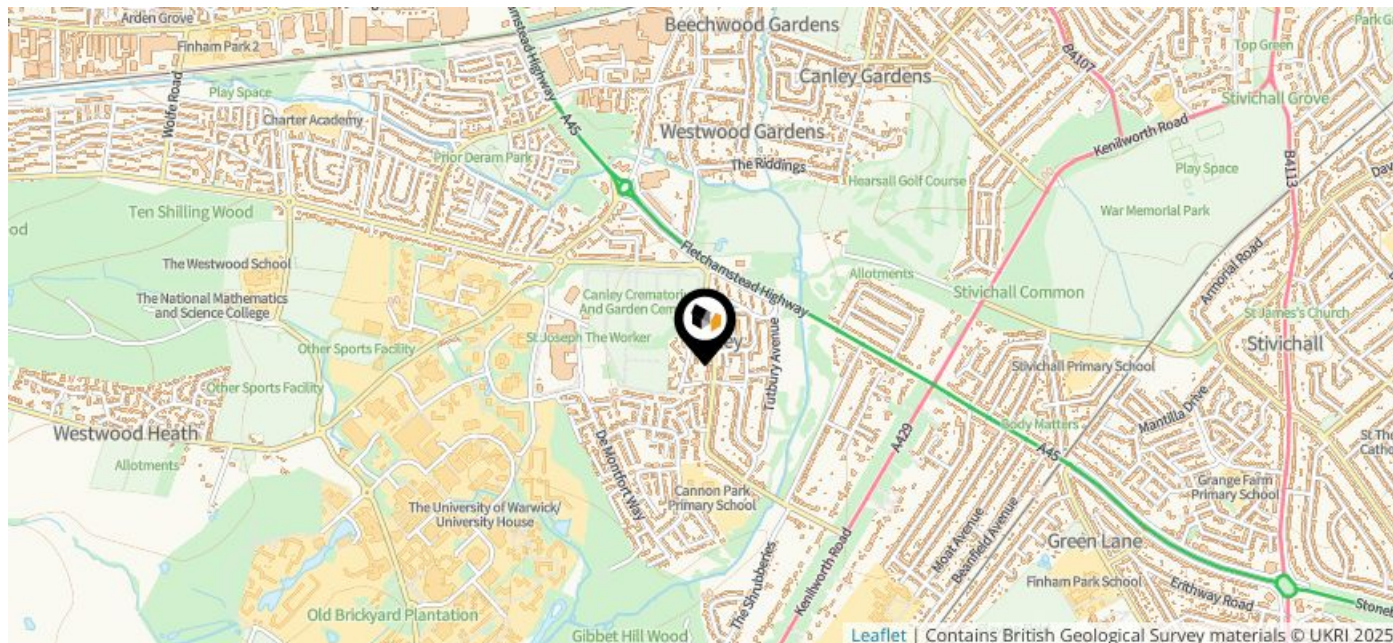 Arden Grove
Finham Park 2
Play Space
Wolfe Road
Charter Academy
Prior Deram Park
A45
Beechwood Gardens
Canley Gardens
Westwood Gardens
The Riddings
Hearsall Golf Course
B4107
Top Green
Stivichall Grove
Kenilworth Road
Play Space
War Memorial Park
B4113
Armorial Road
Ten Shilling Wood
The Westwood School
The National Mathematics
and Science College
Other Sports Facility
Other Sports Facility
Westwood Heath
Allotments
Canley
And Garden
St. Joseph The Worker
Fletchamstead Highway
Tutbury Avenue
Allotments
Stivichall Common
St James's Church
Stivichall
Stivichall Primary School
Mantilla Drive
Body Matters
A45
A429
Grange Farm
Primary School
De Montfort Way
Cannon Park
Primary School
The University of Warwick/
University House
Old Brickyard Plantation
Gibbet Hill Wood
The Shrubberies
Kenilworth Road
Moat Avenue
Beanfield Avenue
Green Lane
Finham Park School
Erithway Road
Leaflet | Contains British Geological Survey materials © UKRI 202